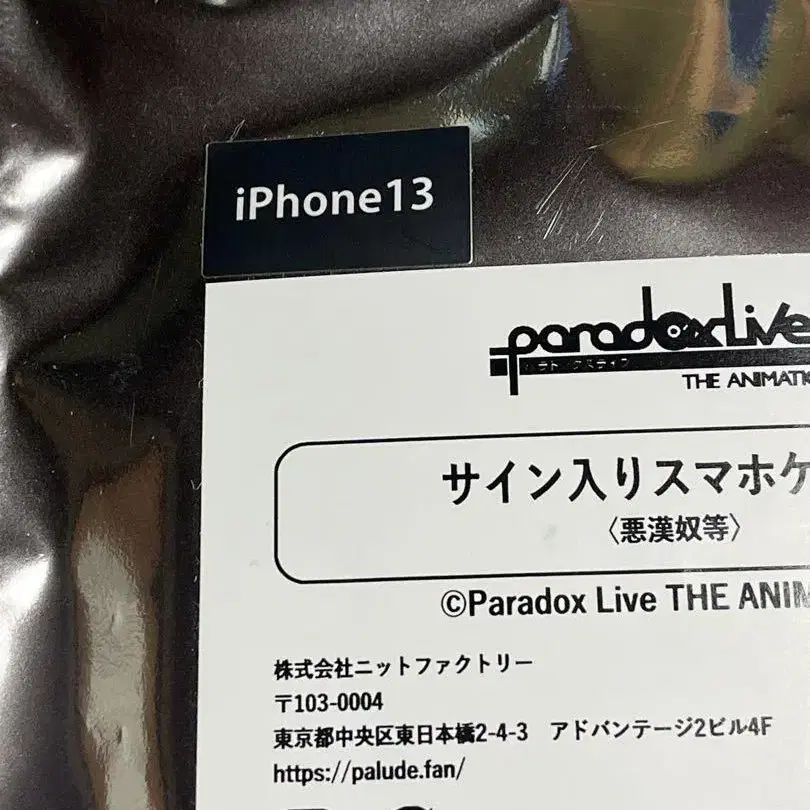 iPhone13
paradoxLive
THE ANIMATIO
サイン入りスマホケ
〈悪漢奴等〉
©Paradox Live THE ANIM
株式会社ニットファクトリー
〒103-0004
東京都中央区東日本橋2-4-3 アドバンテージ2ビル4F
https://palude.fan/